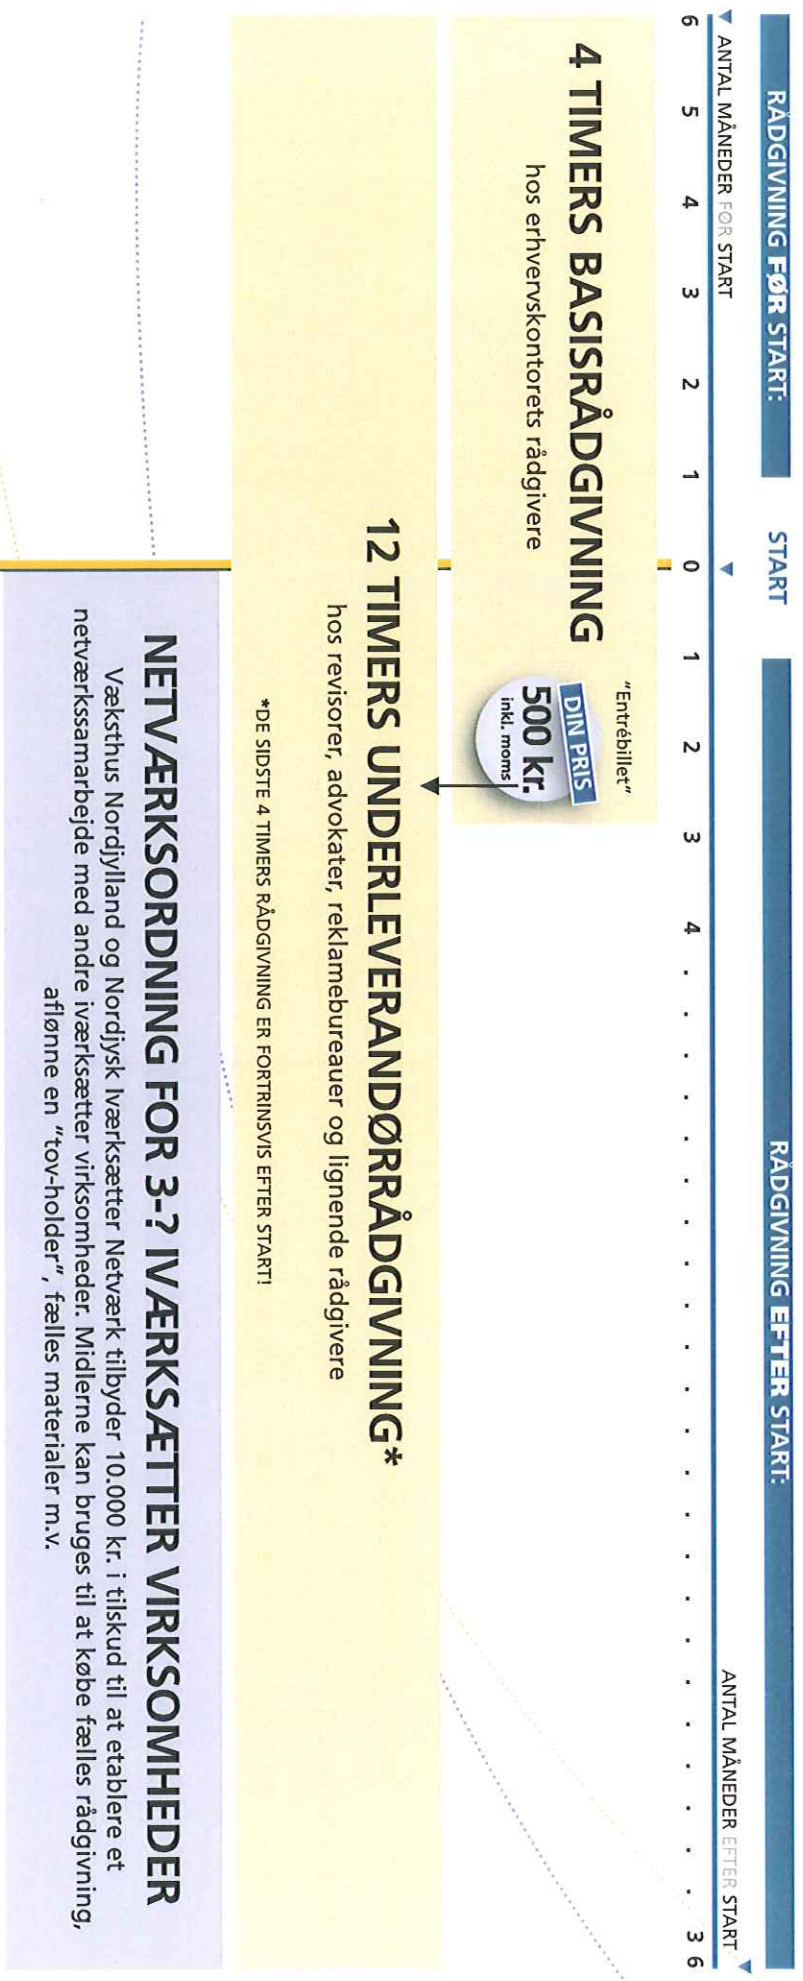 RÅDGIVNING FØR START:
START
RÅDGIVNING EFTER START:
ANTAL MÅNEDER FØR START
ANTAL MÅNEDER EFTER START
6 5 4 3 2 1 0 1 2 3 4 . . . . . . . . . . . . 36
4 TIMERS BASISRÅDGIVNING
hos erhvervskontorets rådgivere
"Entrébillet"
DIN PRIS
500 kr.
inkl. moms
12 TIMERS UNDERLEVERANDØRRÅDGIVNING*
hos revisorer, advokater, reklamebureauer og lignende rådgivere
*DE SIDSTE 4 TIMERS RÅDGIVNING ER FORTRINSVIS EFTER START!
NETVÆRKSORDNING FOR 3-? IVÆRKSÆTTER VIRKSOMHEDER
Væksthus Nordjylland og Nordjysk Iværksætter Netværk tilbyder 10.000 kr. i tilskud til at etablere et
netværkssamarbejde med andre iværksætter virksomheder. Midlerne kan bruges til at købe fælles rådgivning,
aflønne en "tov-holder", fælles materialer m.v.